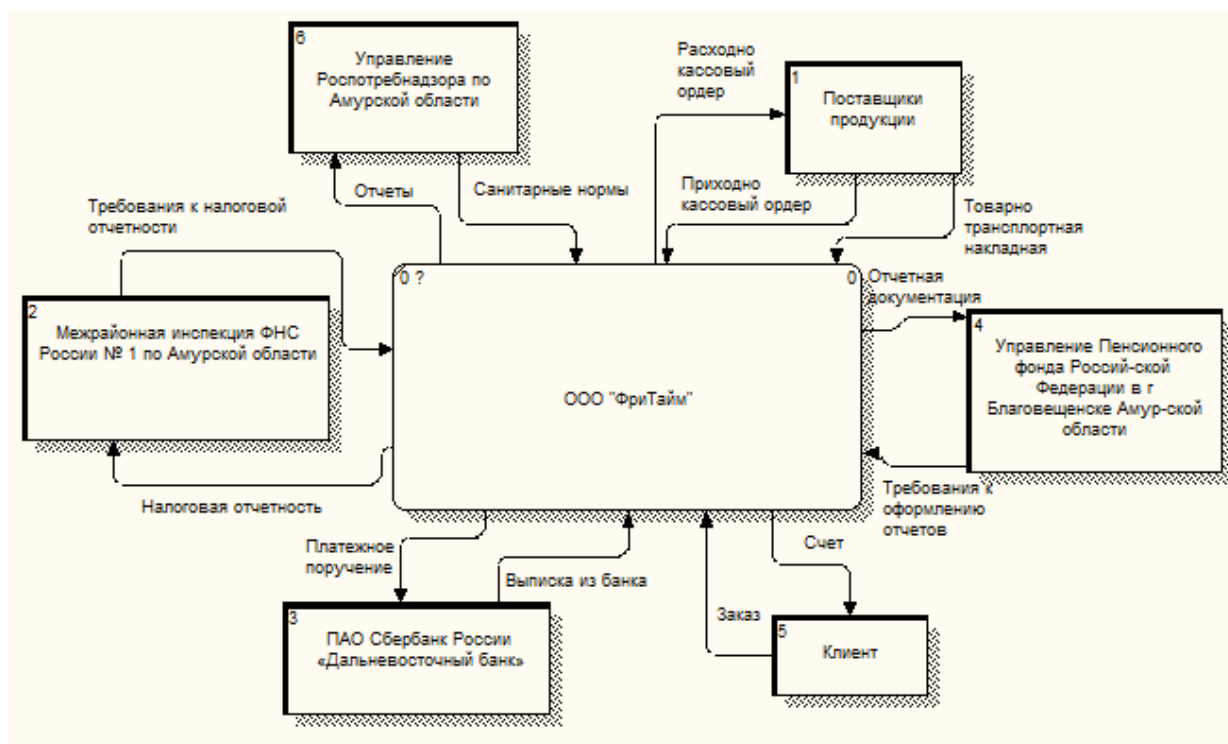 6
Управление
Роспотребнадзора по
Амурской области
Расходно
кассовый
ордер
1
Поставщики
продукции
Отчеты
Санитарные нормы
Приходно
кассовый ордер
Товарно
трансплортная
накладная
Требования к налоговой
отчетности
0 ?
0
Отчетная
документация
2
Межрайонная инспекция ФНС
России № 1 по Амурской области
ООО "ФриТайм"
4
Управление Пенсионного
фонда Россий-ской
Федерации в г
Благовещенске Амур-ской
области
Налоговая отчетность
Требования к
оформлению
отчетов
Платежное
поручение
Выписка из банка
Счет
Заказ
3
ПАО Сбербанк России
«Дальневосточный банк»
5
Клиент